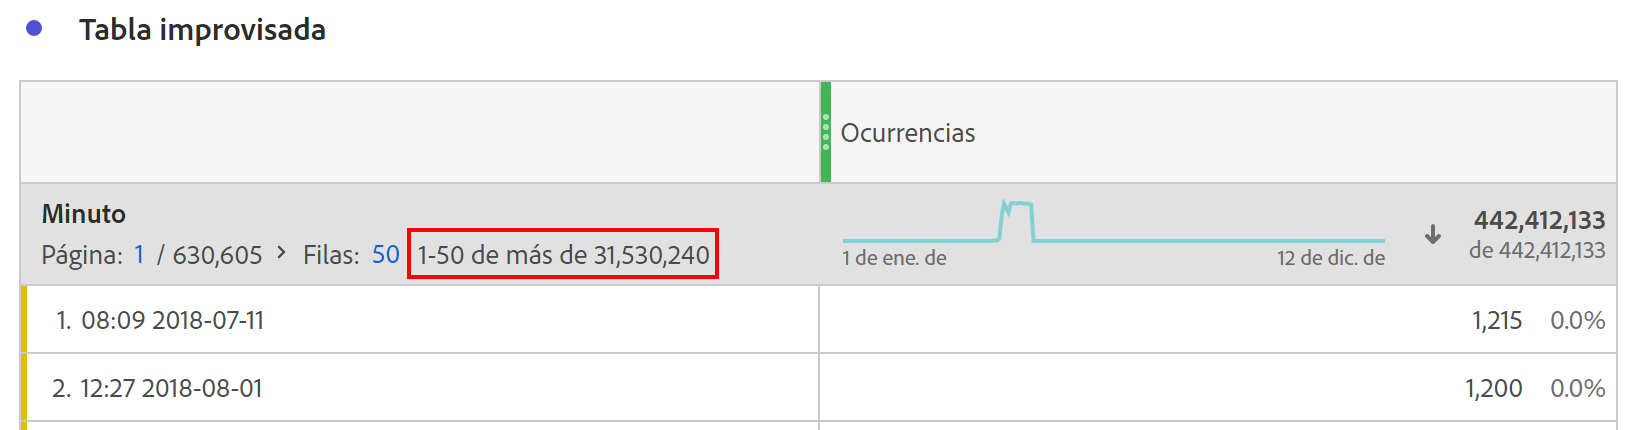 Tabla improvisada
Ocurrencias
Minuto
Página: 1 / 630,605 > Filas: 50 1-50 de más de 31,530,240
1 de ene. de
12 de dic. de
442,412,133
de 442,412,133
1. 08:09 2018-07-11 1,215 0.0%
2. 12:27 2018-08-01 1,200 0.0%